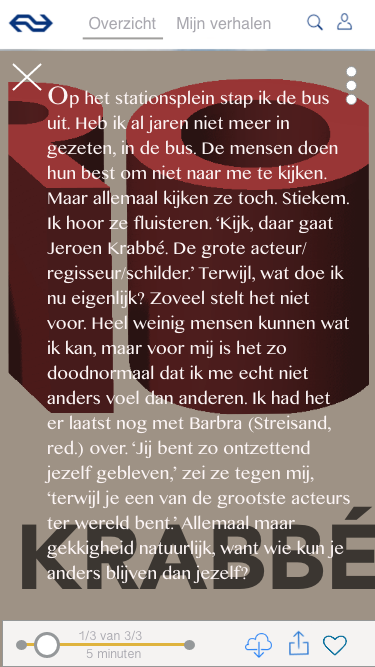 Overzicht Mijn verhalen
Op het stationsplein stap ik de bus
uit. Heb ik al jaren niet meer in
gezeten, in de bus. De mensen doen
hun best om niet naar me te kijken.
Maar allemaal kijken ze toch. Stiekem.
Ik hoor ze fluisteren. ‘Kijk, daar gaat
Jeroen Krabbé. De grote acteur/
regisseur/schilder.’ Terwijl, wat doe ik
nu eigenlijk? Zoveel stelt het niet
voor. Heel weinig mensen kunnen wat
ik kan, maar voor mij is het zo
doodnormaal dat ik me echt niet
anders voel dan anderen. Ik had het
er laatst nog met Barbra (Streisand,
red.) over. ‘Jij bent zo ontzettend
jezelf gebleven,’ zei ze tegen mij,
‘terwijl je een van de grootste acteurs
ter wereld bent.’ Allemaal maar
gekkigheid natuurlijk, want wie kun je
anders blijven dan jezelf?
KRABBÉ
1/3 van 3/3
5 minuten